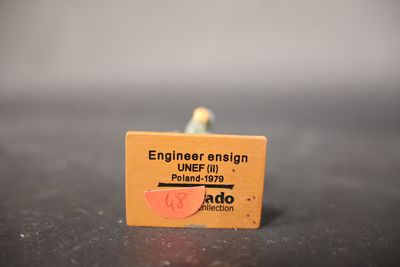 Engineer ensign
UNEF (ii)
Poland-1979
ado
48
ollection